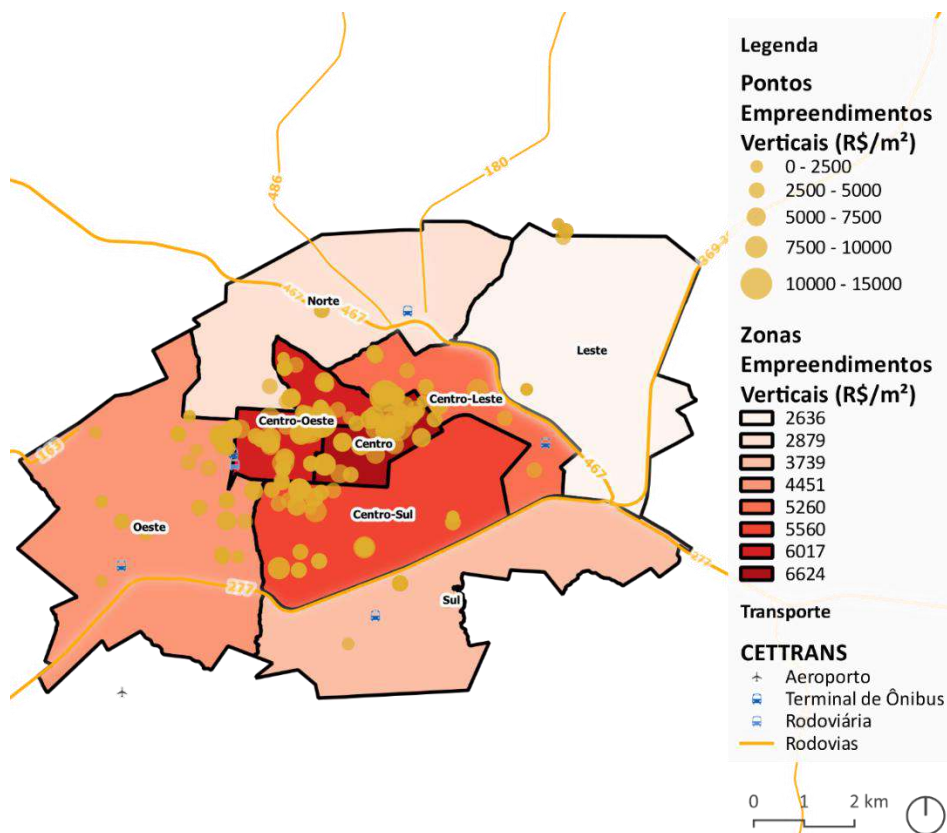 Legenda
Pontos
Empreendimentos
Verticais (R$/m²)
0 - 2500
2500 - 5000
5000 - 7500
7500 - 10000
10000 - 15000
Zonas
Empreendimentos
Verticais (R$/m²)
2636
2879
3739
4451
5260
5560
6017
6624
Transporte
CETTRANS
Aeroporto
Terminal de Ônibus
Rodoviária
Rodovias
0 1 2 km
486
180
467
Norte
467
Leste
Centro-Leste
Centro-Oeste
Centro
467
Centro-Sul
Oeste
277
277
Sul